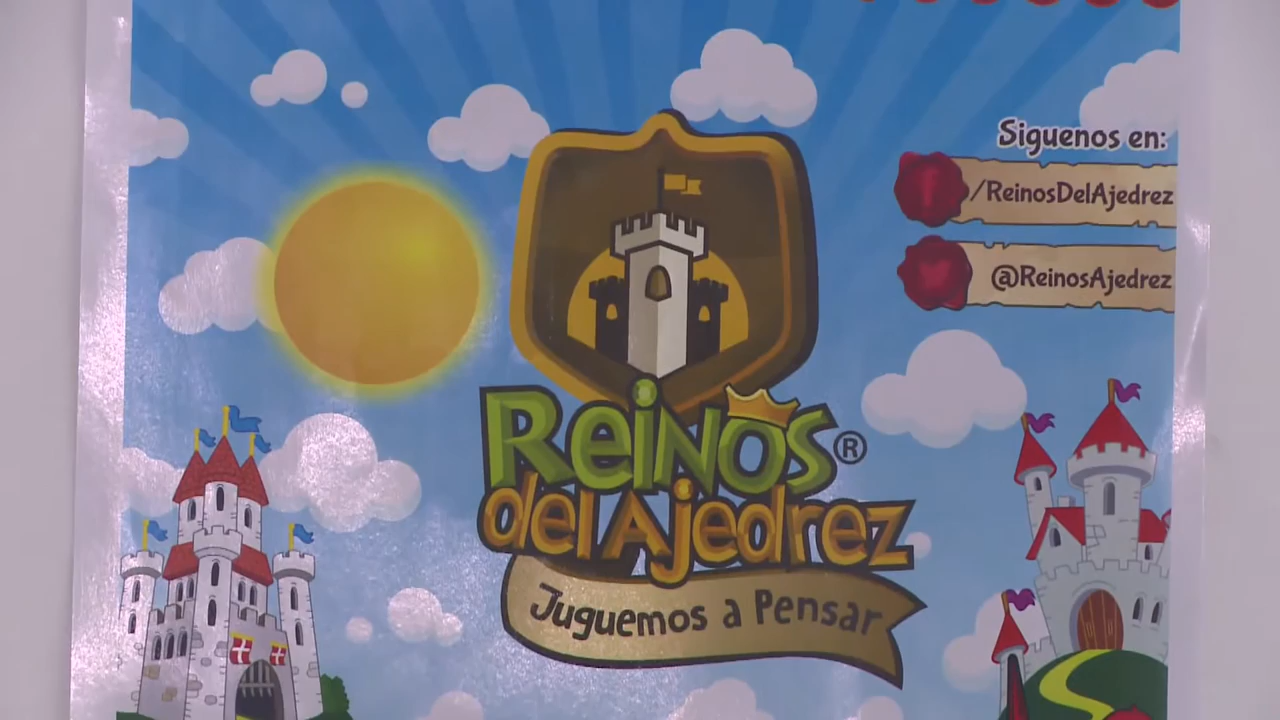 Siguenos en:
/ReinosDelAjedrez
@ReinosAjedrez
Reinos®
del Ajedrez
Juguemos a Pensar